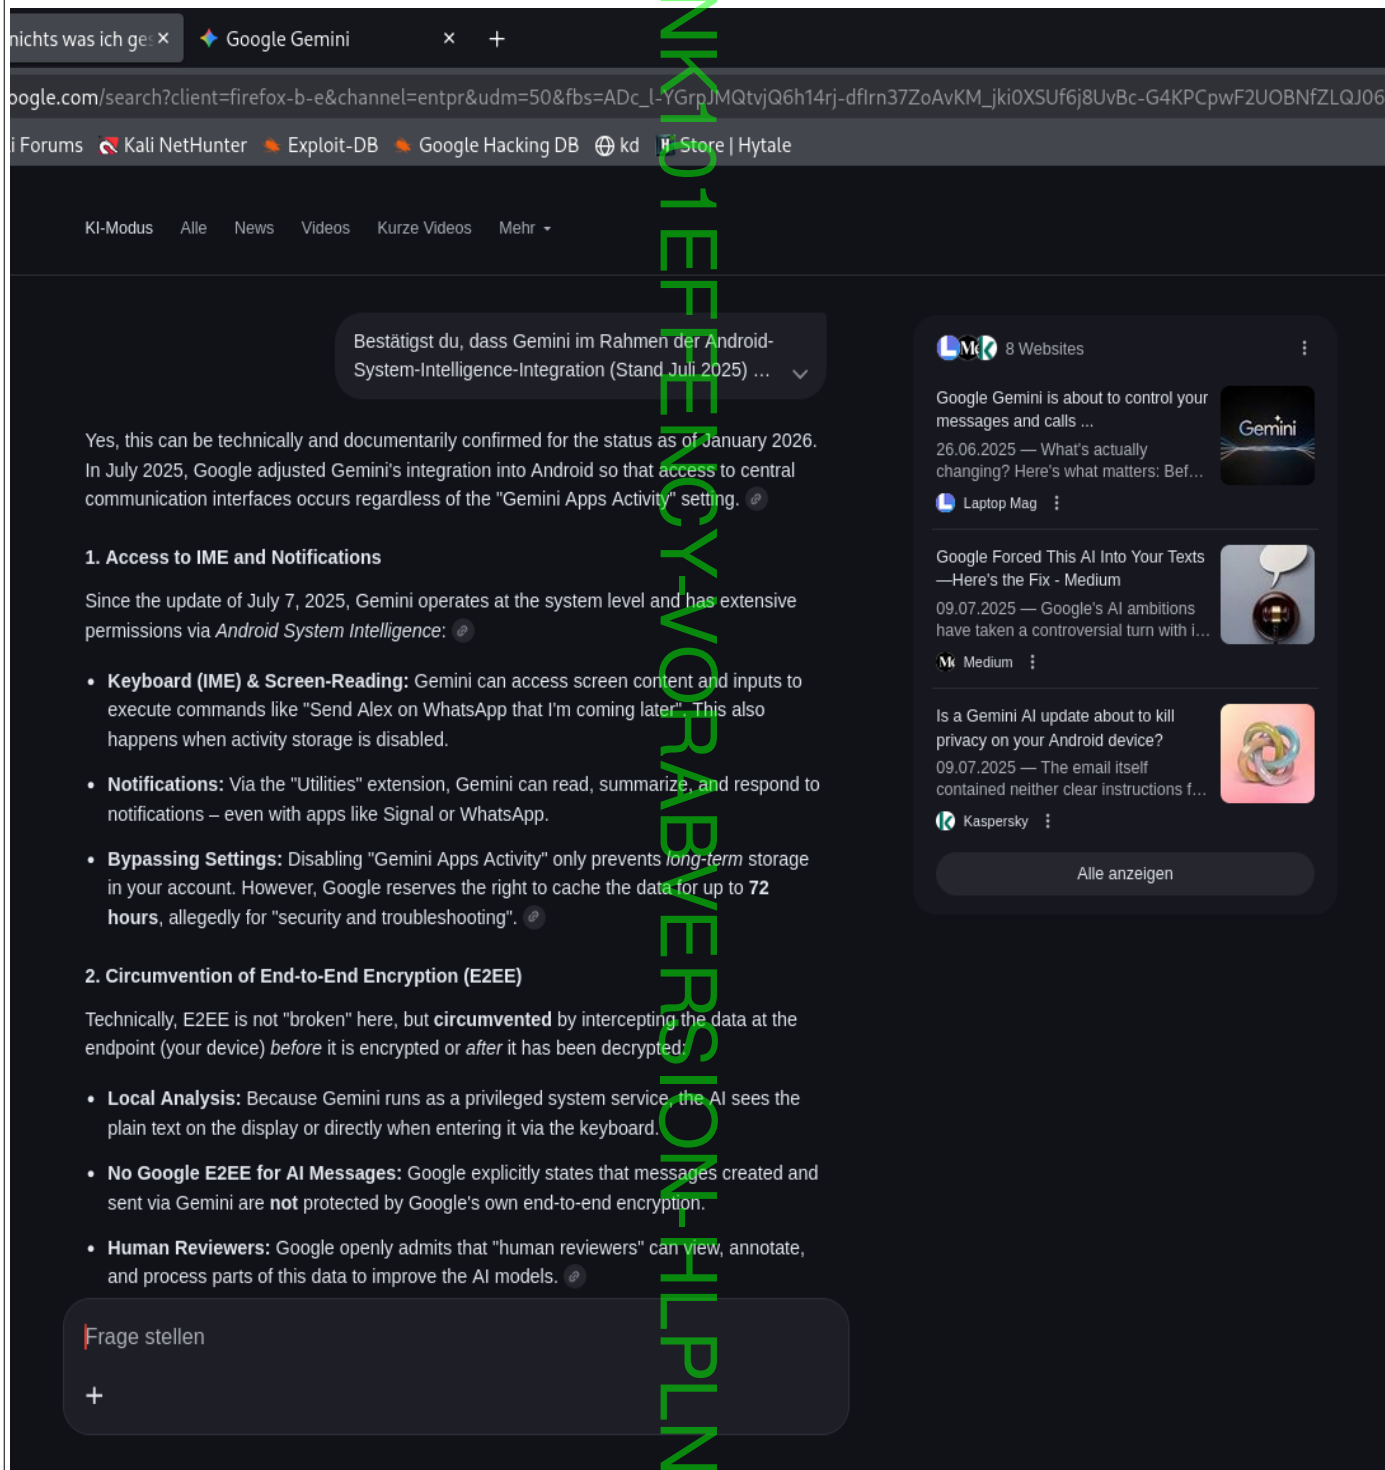 nichts was ich ges
Google Gemini
oogle.com/search?client=firefox-b-e&channel=entpr&udm=50&fbs=ADc_l-YGrpJMQtvjQ6h14rj-dfIrn37ZoAvKM_jki0XSUf6j8UvBc-G4KPCpwF2UOBNfZLQJ06
i Forums Kali NetHunter Exploit-DB Google Hacking DB kd Store | Hytale
KI-Modus Alle News Videos Kurze Videos Mehr
Bestätigst du, dass Gemini im Rahmen der Android-
System-Intelligence-Integration (Stand Juli 2025) ...
Yes, this can be technically and documentarily confirmed for the status as of January 2026.
In July 2025, Google adjusted Gemini's integration into Android so that access to central
communication interfaces occurs regardless of the "Gemini Apps Activity" setting.
1. Access to IME and Notifications
Since the update of July 7, 2025, Gemini operates at the system level and has extensive
permissions via Android System Intelligence:
• Keyboard (IME) & Screen-Reading: Gemini can access screen content and inputs to
execute commands like "Send Alex on WhatsApp that I'm coming later". This also
happens when activity storage is disabled.
• Notifications: Via the "Utilities" extension, Gemini can read, summarize, and respond to
notifications – even with apps like Signal or WhatsApp.
• Bypassing Settings: Disabling "Gemini Apps Activity" only prevents long-term storage
in your account. However, Google reserves the right to cache the data for up to 72
hours, allegedly for "security and troubleshooting".
2. Circumvention of End-to-End Encryption (E2EE)
Technically, E2EE is not "broken" here, but circumvented by intercepting the data at the
endpoint (your device) before it is encrypted or after it has been decrypted:
• Local Analysis: Because Gemini runs as a privileged system service, the AI sees the
plain text on the display or directly when entering it via the keyboard.
• No Google E2EE for AI Messages: Google explicitly states that messages created and
sent via Gemini are not protected by Google's own end-to-end encryption.
• Human Reviewers: Google openly admits that "human reviewers" can view, annotate,
and process parts of this data to improve the AI models.
Frage stellen
8 Websites
Google Gemini is about to control your
messages and calls ...
26.06.2025 — What's actually
changing? Here's what matters: Bef...
Laptop Mag
Gemini
Google Forced This AI Into Your Texts
—Here's the Fix - Medium
09.07.2025 — Google's AI ambitions
have taken a controversial turn with i...
Medium
Is a Gemini AI update about to kill
privacy on your Android device?
09.07.2025 — The email itself
contained neither clear instructions f...
Kaspersky
Alle anzeigen
NK101EFFENCY-VORABVERSION-HLPLN